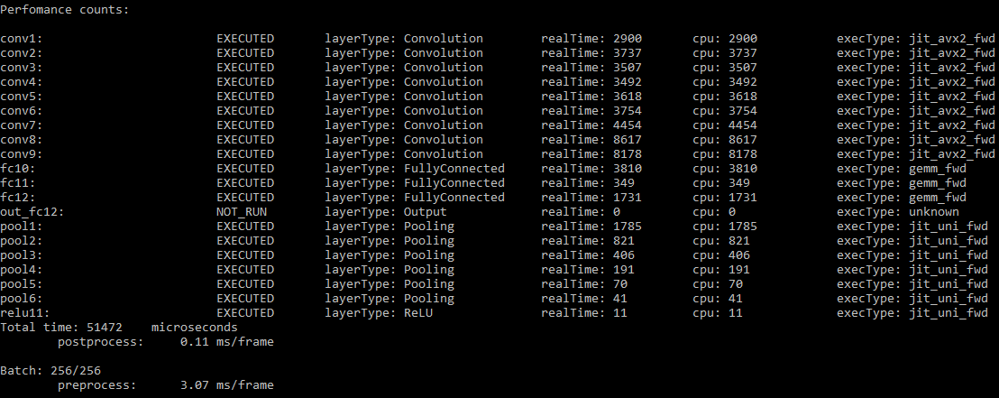 Perfomance counts:
conv1: EXECUTED layerType: Convolution realTime: 2900 cpu: 2900 execType: jit_avx2_fwd
conv2: EXECUTED layerType: Convolution realTime: 3737 cpu: 3737 execType: jit_avx2_fwd
conv3: EXECUTED layerType: Convolution realTime: 3507 cpu: 3507 execType: jit_avx2_fwd
conv4: EXECUTED layerType: Convolution realTime: 3492 cpu: 3492 execType: jit_avx2_fwd
conv5: EXECUTED layerType: Convolution realTime: 3618 cpu: 3618 execType: jit_avx2_fwd
conv6: EXECUTED layerType: Convolution realTime: 3754 cpu: 3754 execType: jit_avx2_fwd
conv7: EXECUTED layerType: Convolution realTime: 4454 cpu: 4454 execType: jit_avx2_fwd
conv8: EXECUTED layerType: Convolution realTime: 8617 cpu: 8617 execType: jit_avx2_fwd
conv9: EXECUTED layerType: Convolution realTime: 8178 cpu: 8178 execType: jit_avx2_fwd
fc10: EXECUTED layerType: FullyConnected realTime: 3810 cpu: 3810 execType: gemm_fwd
fc11: EXECUTED layerType: FullyConnected realTime: 349 cpu: 349 execType: gemm_fwd
fc12: EXECUTED layerType: FullyConnected realTime: 1731 cpu: 1731 execType: gemm_fwd
out_fc12: NOT_RUN layerType: Output realTime: 0 cpu: 0 execType: unknown
pool1: EXECUTED layerType: Pooling realTime: 1785 cpu: 1785 execType: jit_uni_fwd
pool2: EXECUTED layerType: Pooling realTime: 821 cpu: 821 execType: jit_uni_fwd
pool3: EXECUTED layerType: Pooling realTime: 406 cpu: 406 execType: jit_uni_fwd
pool4: EXECUTED layerType: Pooling realTime: 191 cpu: 191 execType: jit_uni_fwd
pool5: EXECUTED layerType: Pooling realTime: 70 cpu: 70 execType: jit_uni_fwd
pool6: EXECUTED layerType: Pooling realTime: 41 cpu: 41 execType: jit_uni_fwd
relu11: EXECUTED layerType: ReLU realTime: 11 cpu: 11 execType: jit_uni_fwd
Total time: 51472 microseconds
postprocess: 0.11 ms/frame
Batch: 256/256
preprocess: 3.07 ms/frame